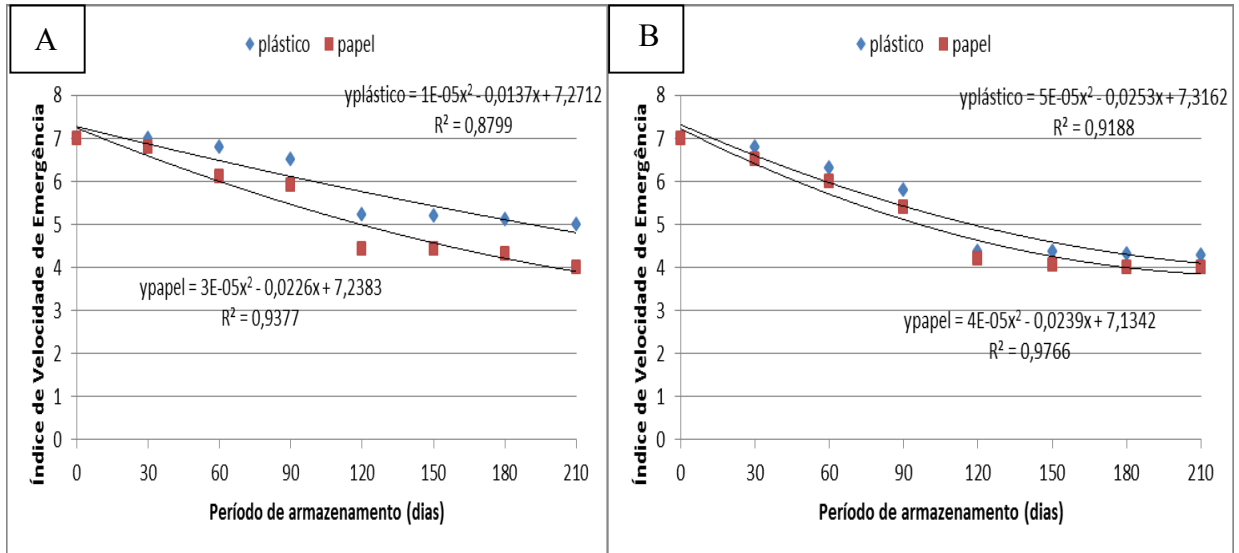 A
plástico papel
yplástico = 1E-05x² - 0,0137x + 7,2712
R² = 0,8799
ypapel = 3E-05x² - 0,0226x + 7,2383
R² = 0,9377
8
7
6
5
4
3
2
1
0
0 30 60 90 120 150 180 210
Índice de Velocidade de Emergência
Período de armazenamento (dias)
B
plástico papel
yplástico = 5E-05x² - 0,0253x + 7,3162
R² = 0,9188
ypapel = 4E-05x² - 0,0239x + 7,1342
R² = 0,9766
8
7
6
5
4
3
2
1
0
0 30 60 90 120 150 180 210
Índice de Velocidade de Emergência
Período de armazenamento (dias)